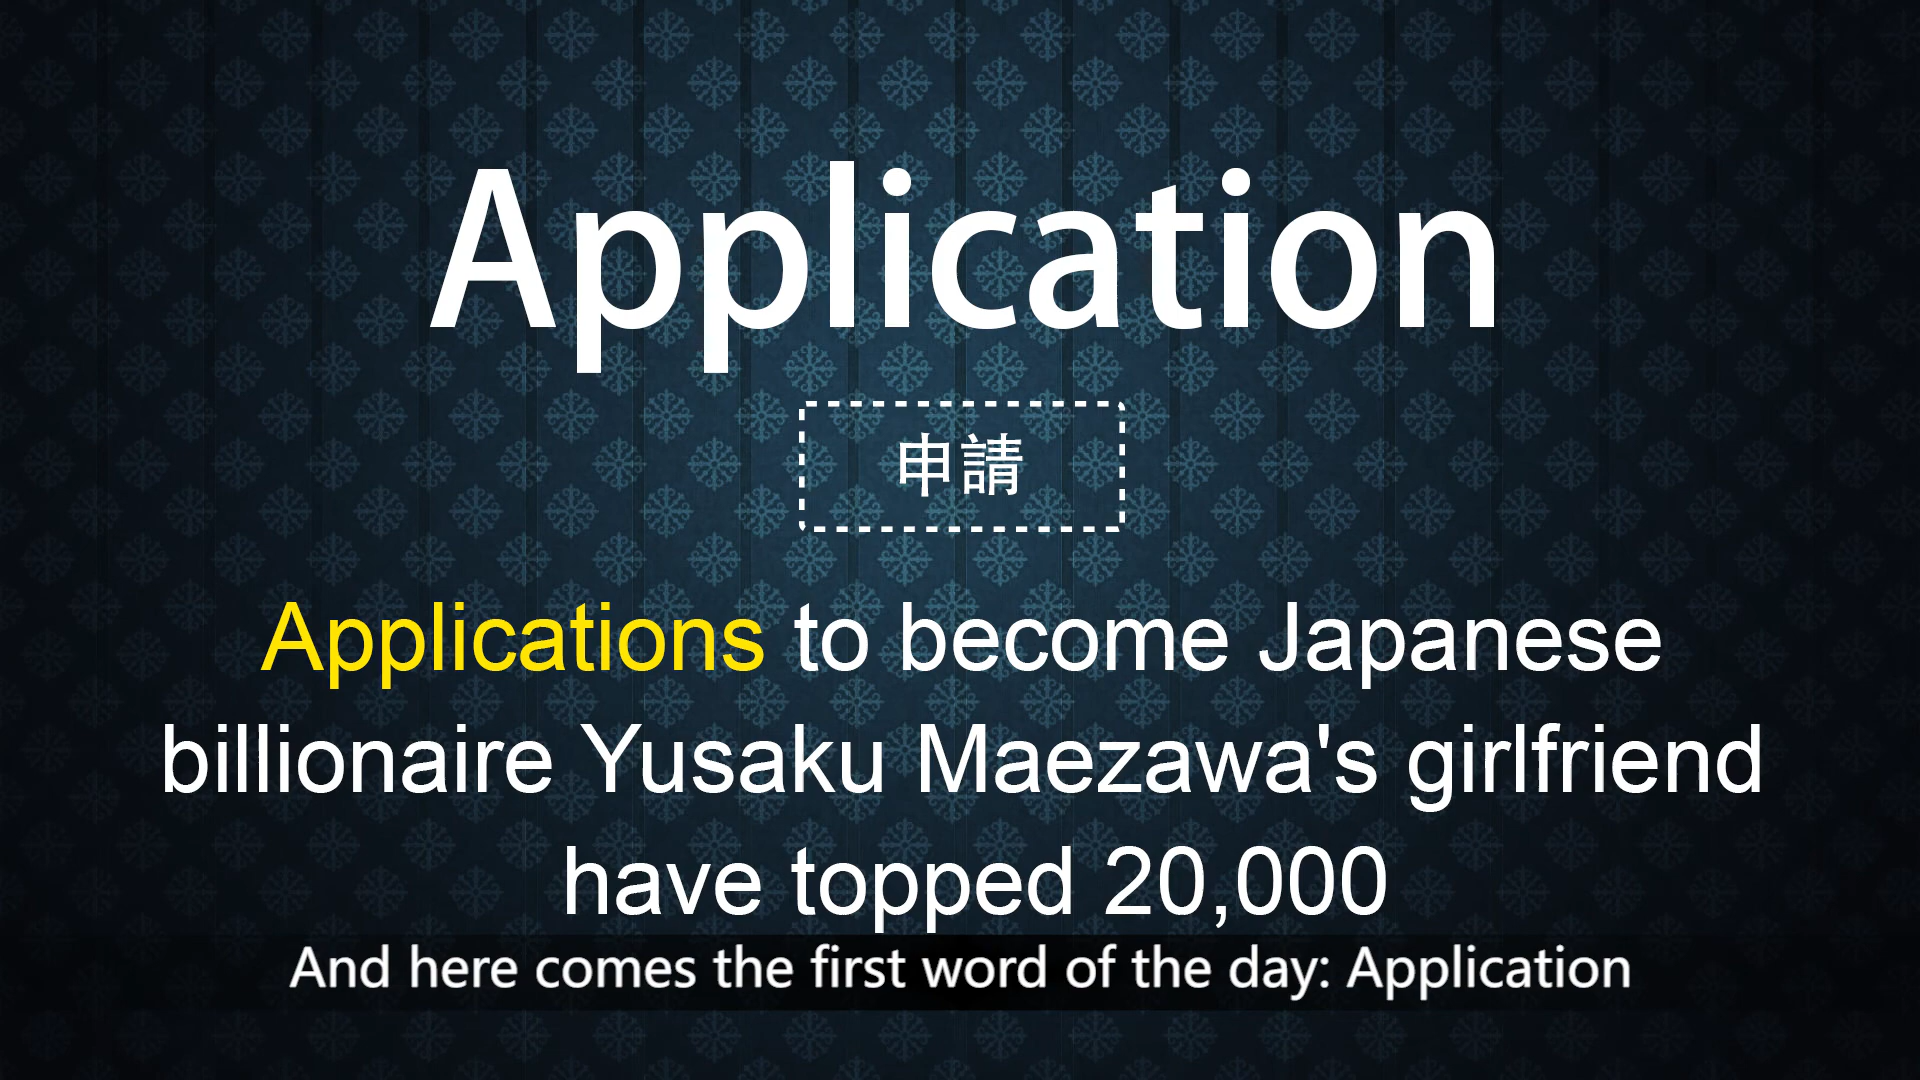 Application
申請
Applications to become Japanese
billionaire Yusaku Maezawa's girlfriend
have topped 20,000
And here comes the first word of the day: Application